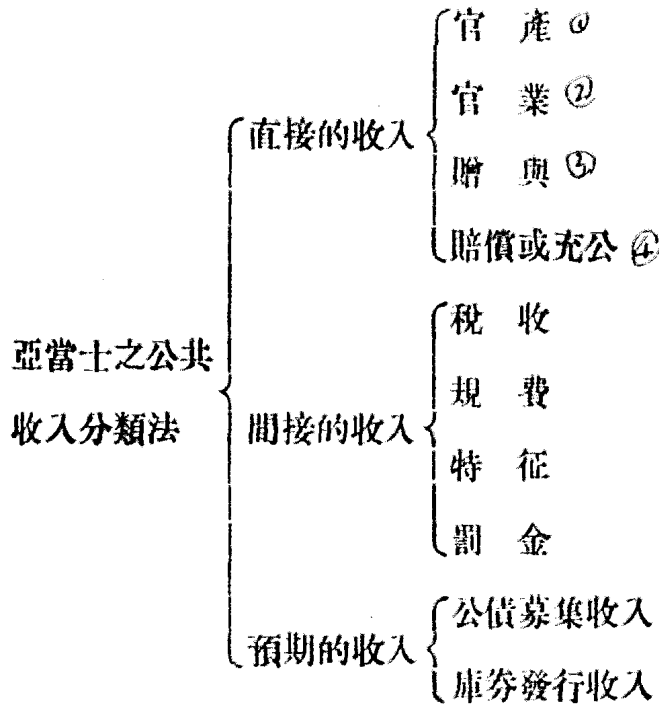 亞當士之公共
收入分類法
直接的收入
官產 ①
官業 ②
贈與 ③
賠償或充公 ④
間接的收入
稅收
規費
特征
罰金
預期的收入
公債募集收入
庫券發行收入